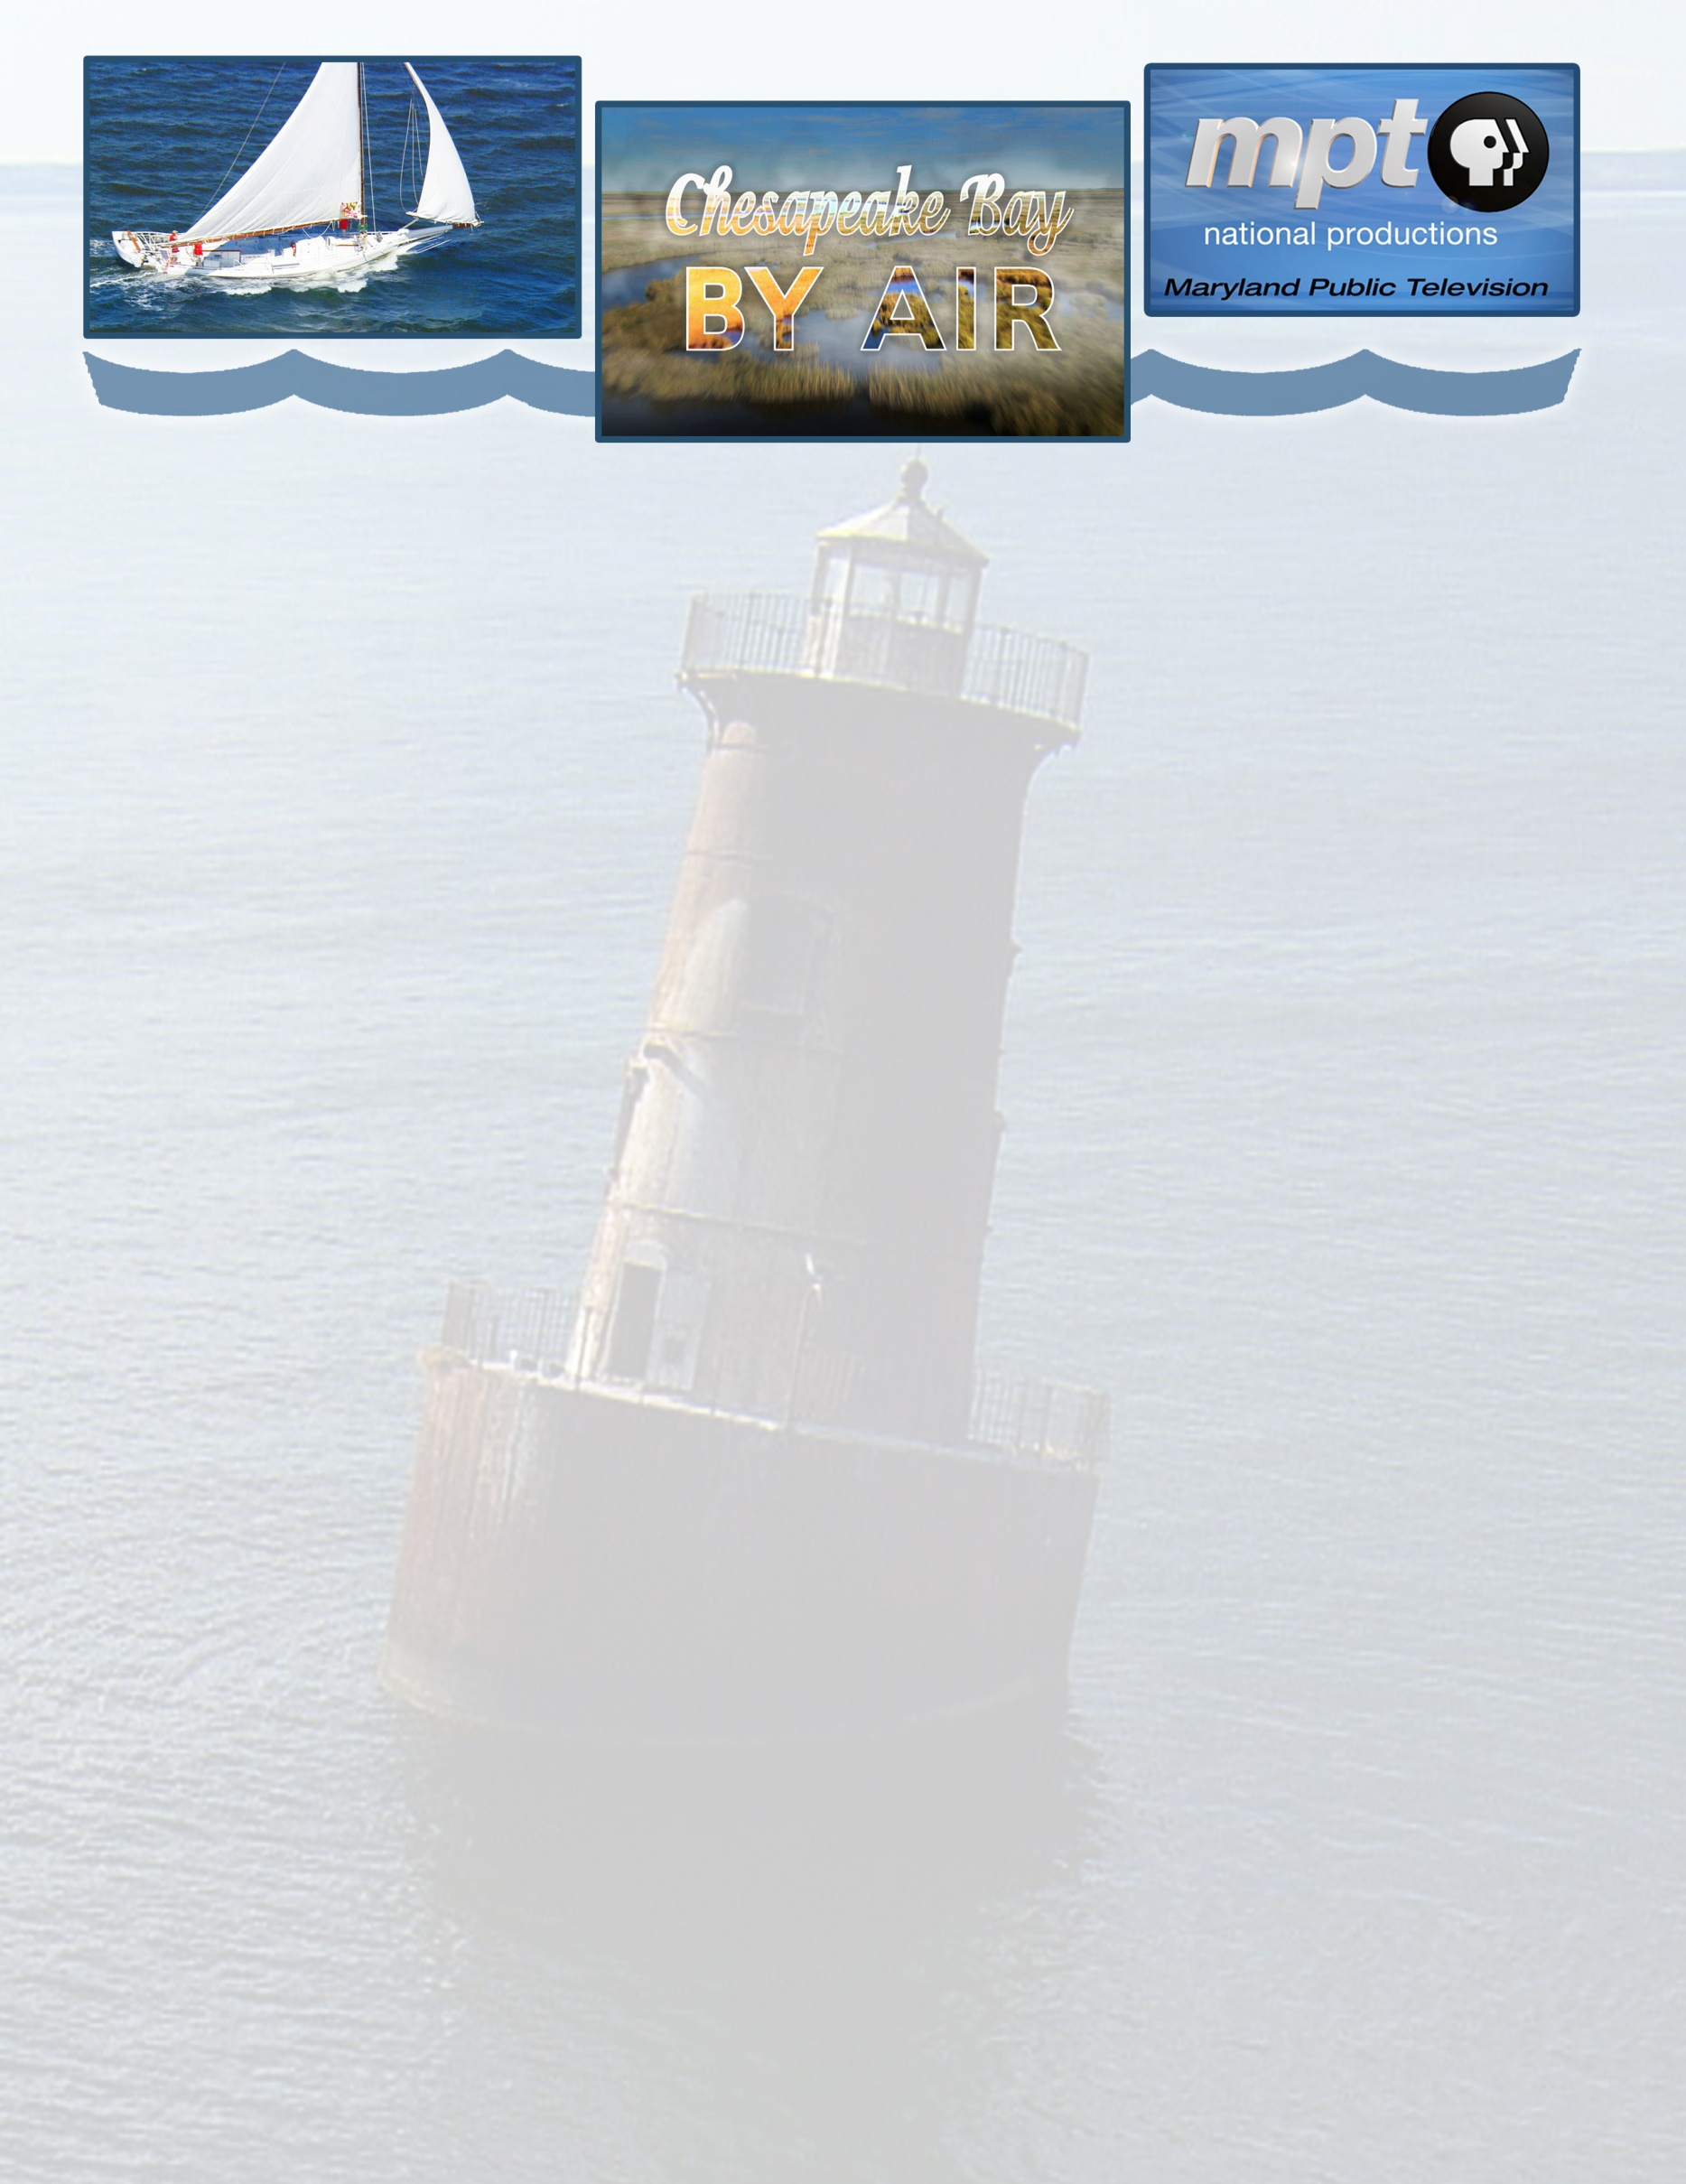 Chesapeake Bay
BY AIR
mpt
national productions
Maryland Public Television